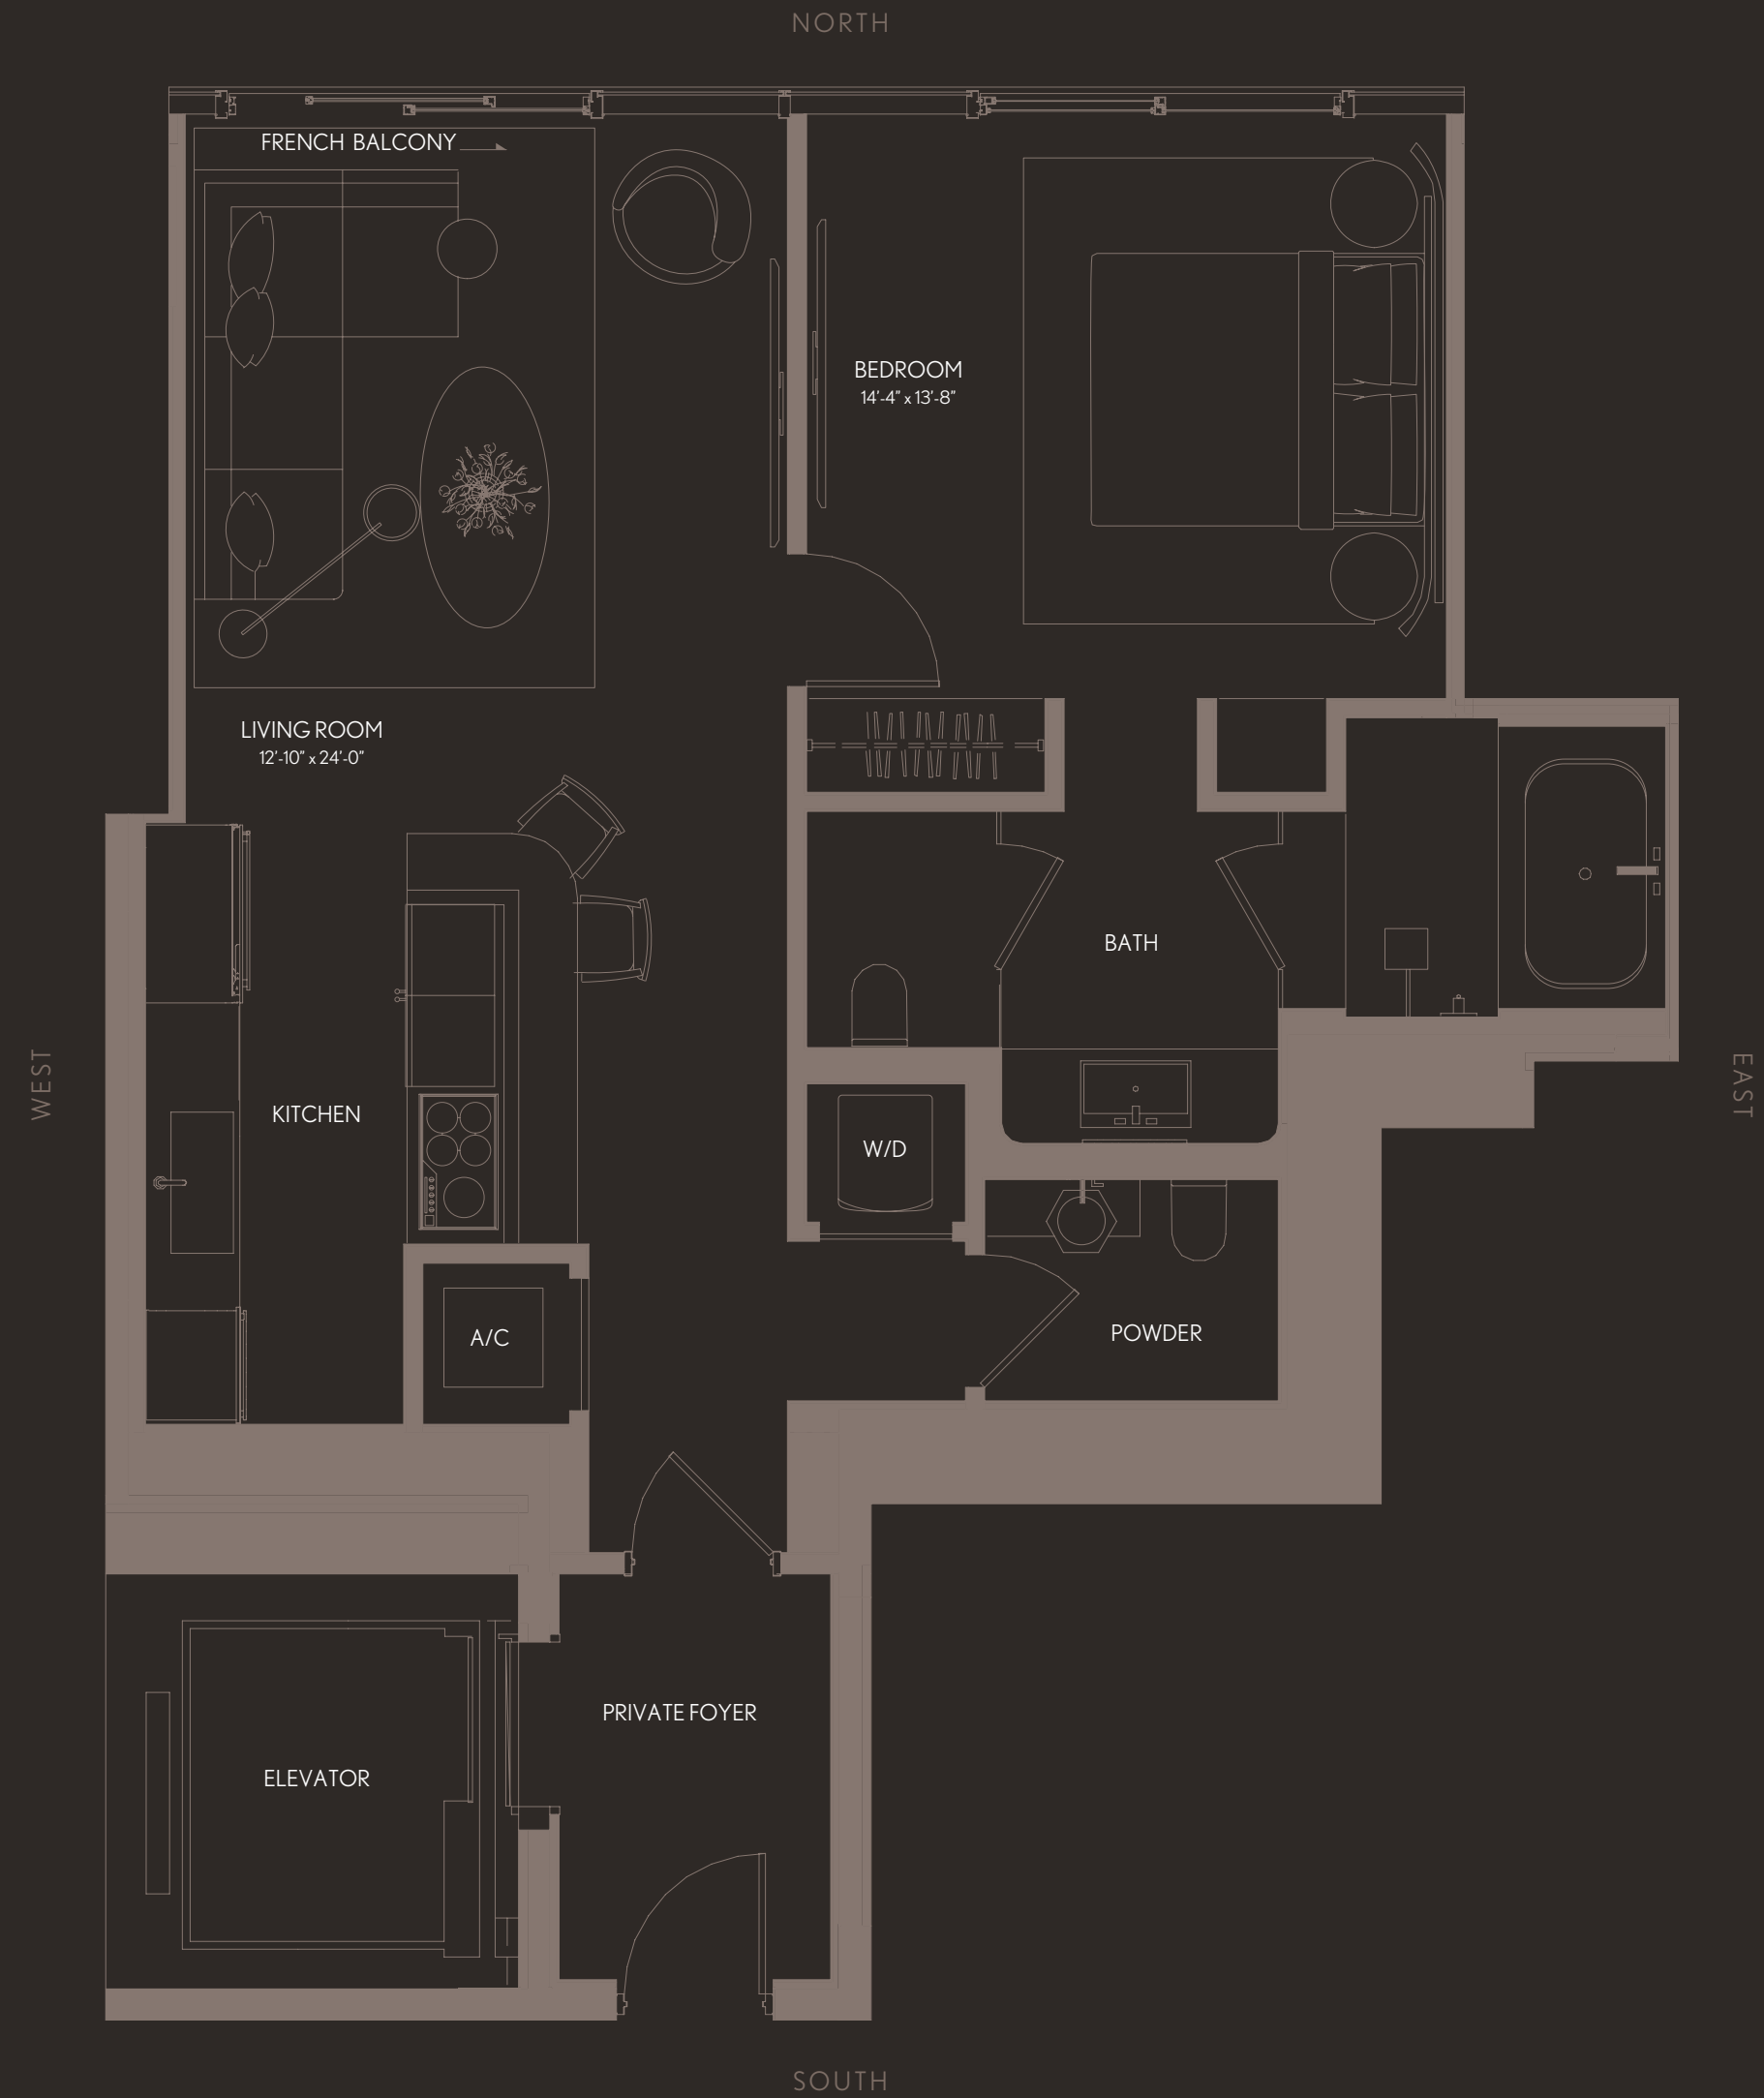 NORTH
FRENCH BALCONY
BEDROOM
14'-4" x 13'-8"
LIVING ROOM
12'-10" x 24'-0"
BATH
WEST
EAST
KITCHEN
W/D
POWDER
A/C
PRIVATE FOYER
ELEVATOR
SOUTH